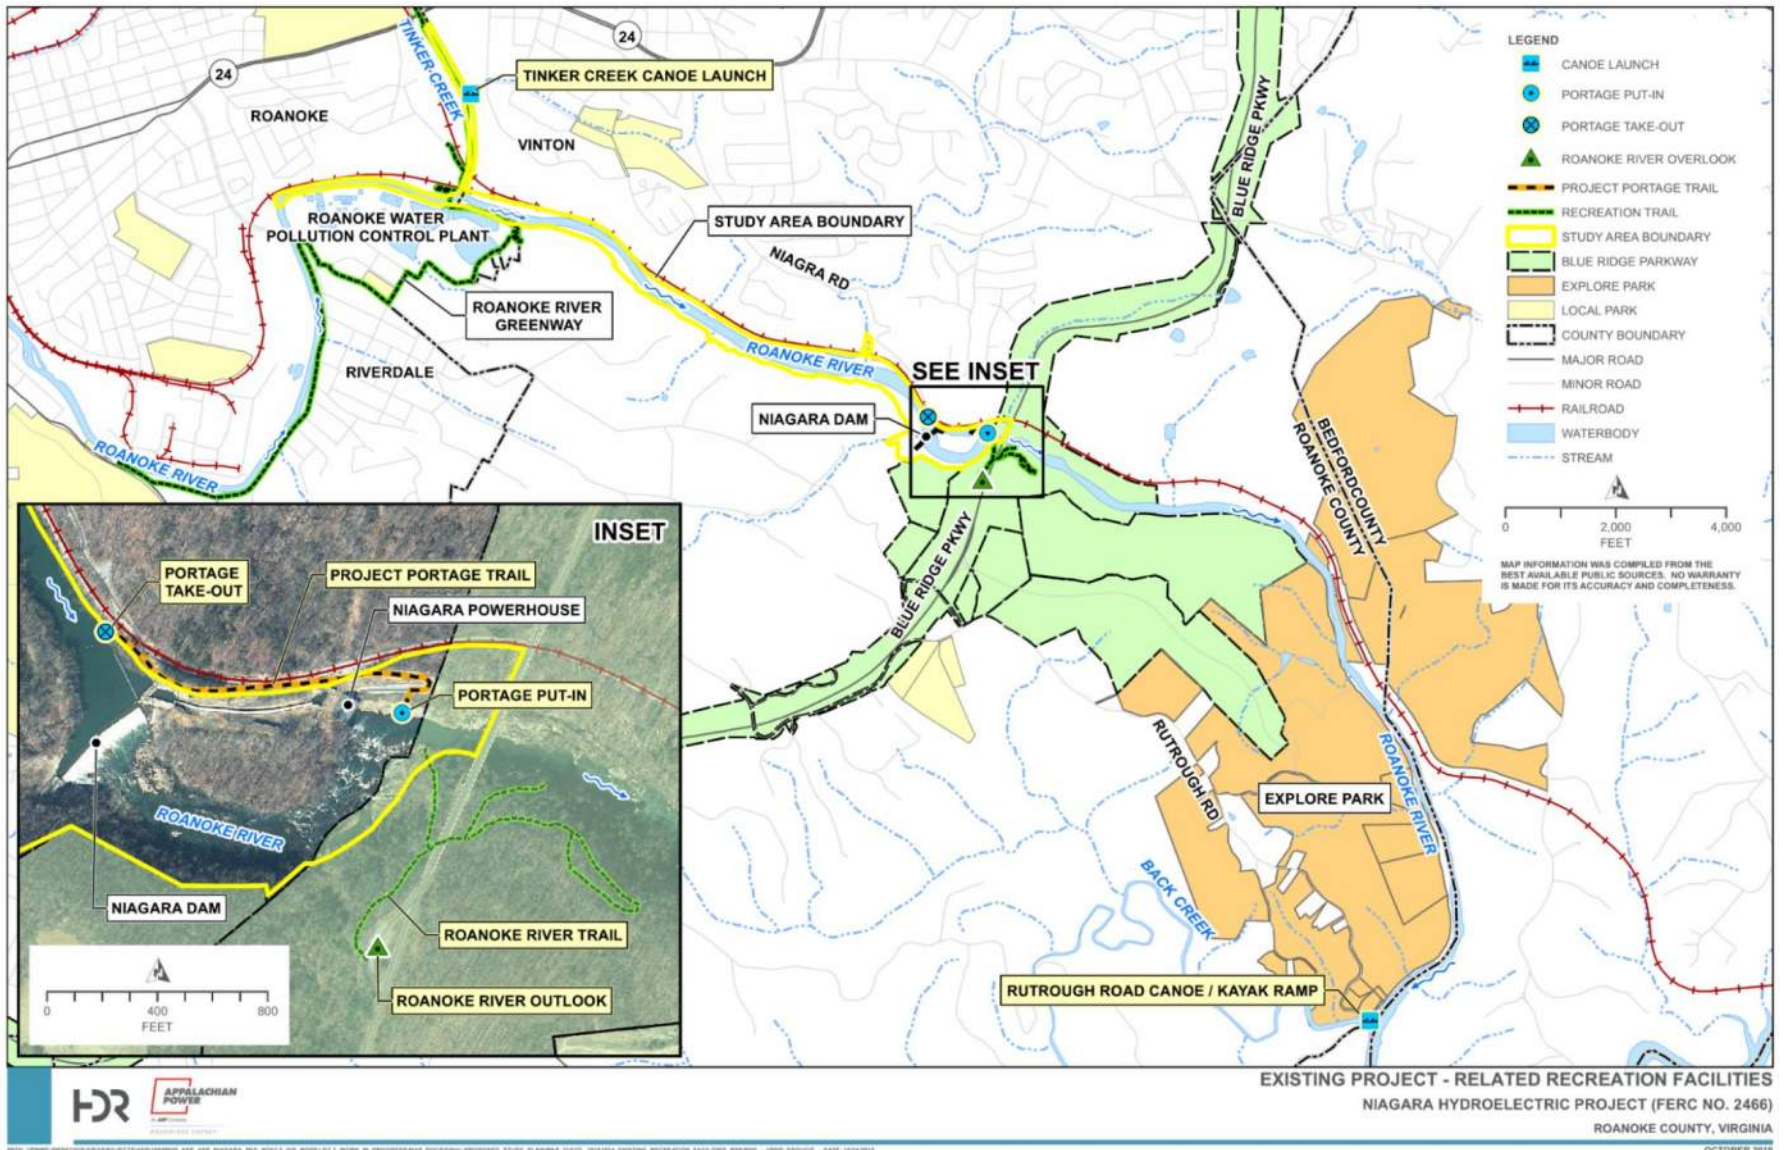 24
24
TINKER CREEK
TINKER CREEK CANOE LAUNCH
ROANOKE
VINTON
ROANOKE WATER
POLLUTION CONTROL PLANT
STUDY AREA BOUNDARY
NIAGRA RD
BLUE RIDGE PKWY
ROANOKE RIVER
GREENWAY
ROANOKE RIVER
RIVERDALE
SEE INSET
NIAGARA DAM
ROANOKE RIVER
BLUE RIDGE PKWY
BEDFORDCOUNTY
ROANOKE COUNTY
RUTROUGH RD
EXPLORE PARK
ROANOKE RIVER
BACK CREEK
RUTROUGH ROAD CANOE / KAYAK RAMP
LEGEND
CANOE LAUNCH
PORTAGE PUT-IN
PORTAGE TAKE-OUT
ROANOKE RIVER OVERLOOK
PROJECT PORTAGE TRAIL
RECREATION TRAIL
STUDY AREA BOUNDARY
BLUE RIDGE PARKWAY
EXPLORE PARK
LOCAL PARK
COUNTY BOUNDARY
MAJOR ROAD
MINOR ROAD
RAILROAD
WATERBODY
STREAM
0 2,000 4,000
FEET
MAP INFORMATION WAS COMPILED FROM THE
BEST AVAILABLE PUBLIC SOURCES. NO WARRANTY
IS MADE FOR ITS ACCURACY AND COMPLETENESS.
INSET
PORTAGE
TAKE-OUT
PROJECT PORTAGE TRAIL
NIAGARA POWERHOUSE
PORTAGE PUT-IN
ROANOKE RIVER
NIAGARA DAM
ROANOKE RIVER TRAIL
ROANOKE RIVER OUTLOOK
0 400 800
FEET
HDR
APPALACHIAN
POWER
EXISTING PROJECT - RELATED RECREATION FACILITIES
NIAGARA HYDROELECTRIC PROJECT (FERC NO. 2466)
ROANOKE COUNTY, VIRGINIA